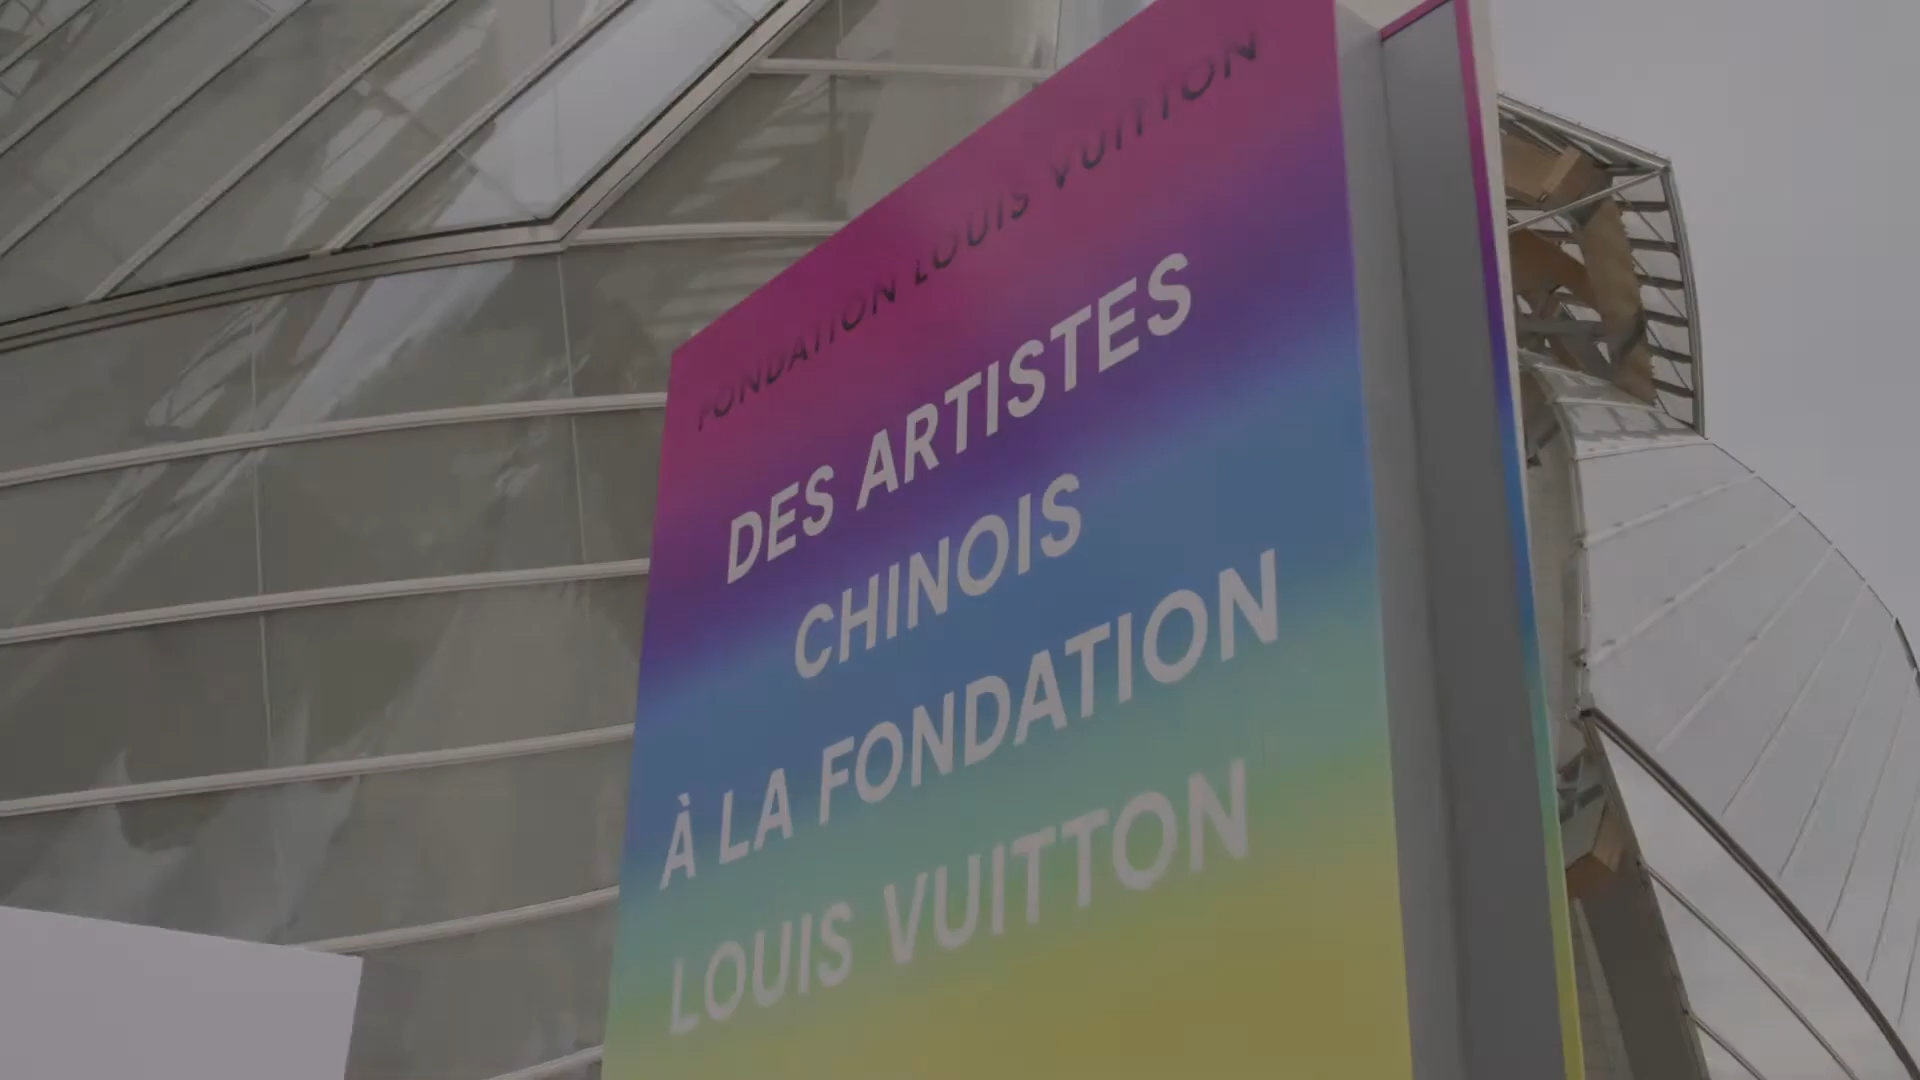 FONDATION LOUIS VUITTON
DES ARTISTES
CHINOIS
À LA FONDATION
LOUIS VUITTON